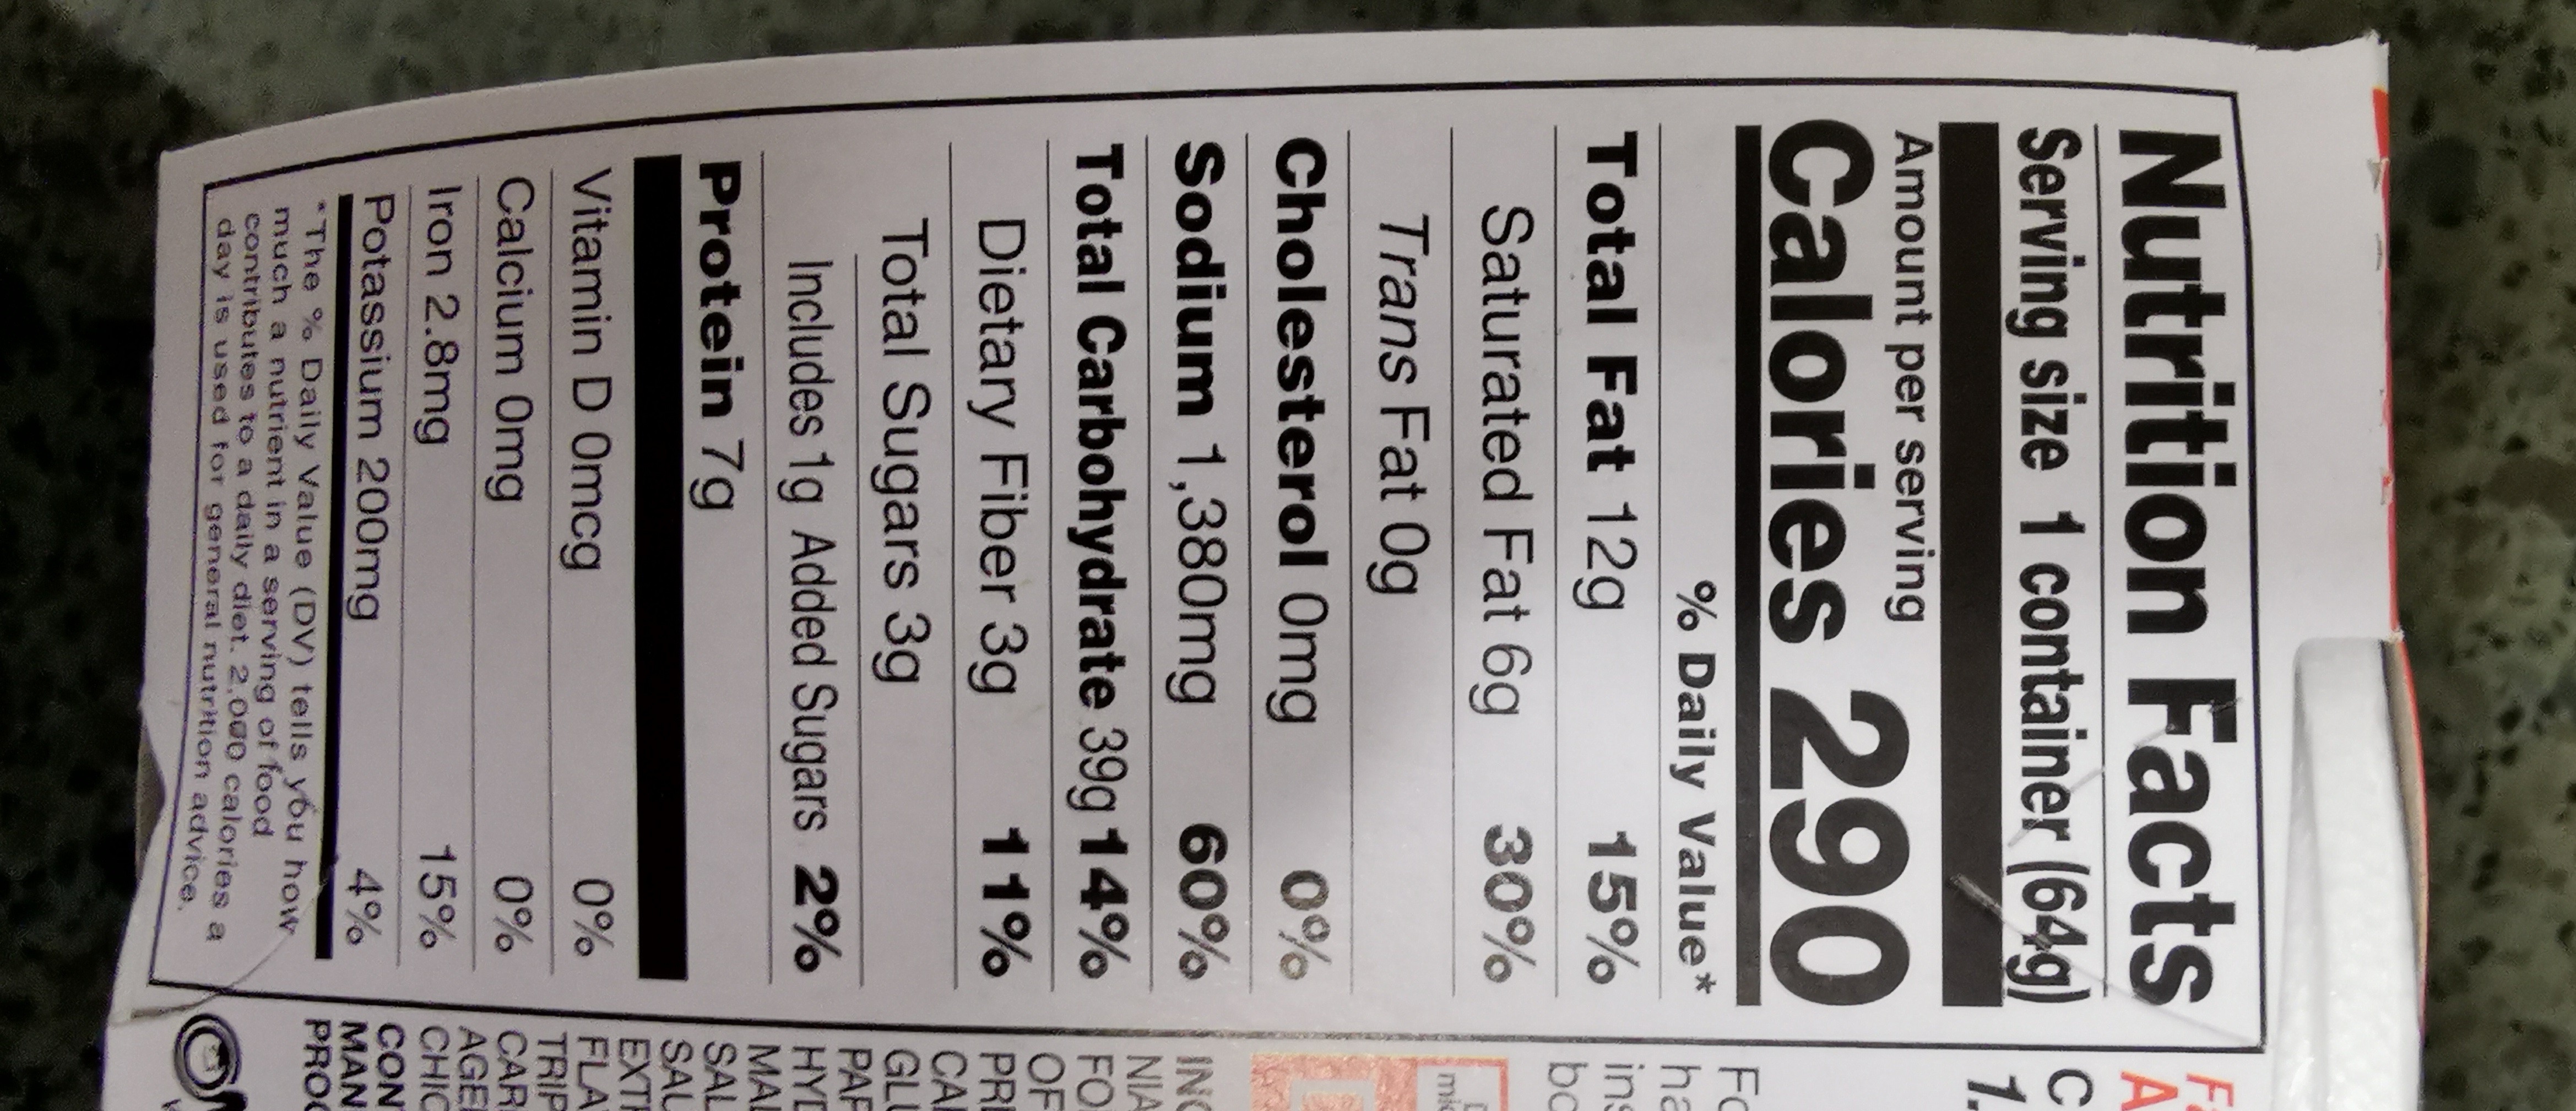 Nutrition Facts
Serving size 1 container (64g)
Amount per serving
Calories 290
% Daily Value*
Total Fat 12g 15%
Saturated Fat 6g 30%
Trans Fat 0g
Cholesterol 0mg 0%
Sodium 1,380mg 60%
Total Carbohydrate 39g 14%
Dietary Fiber 3g 11%
Total Sugars 3g
Includes 1g Added Sugars 2%
Protein 7g
Vitamin D 0mcg 0%
Calcium 0mg 0%
Iron 2.8mg 15%
Potassium 200mg 4%
*The % Daily Value (DV) tells you how
much a nutrient in a serving of food
contributes to a daily diet. 2,000 calories a
day is used for general nutrition advice.